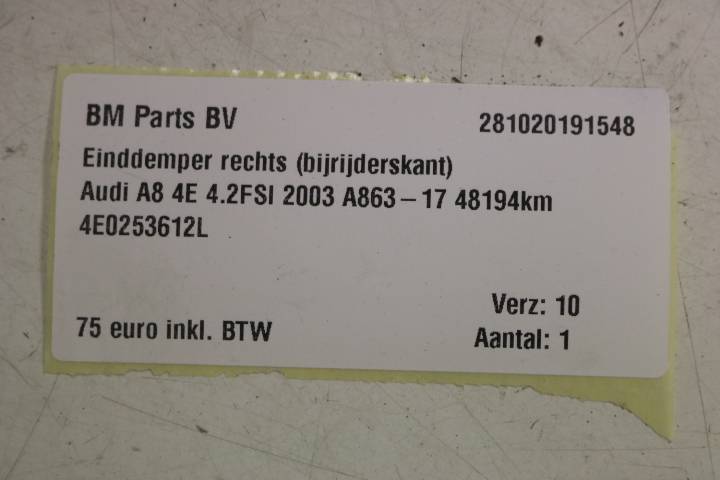 BM Parts BV 281020191548
Einddemper rechts (bijrijderskant)
Audi A8 4E 4.2FSI 2003 A863-17 48194km
4E0253612L
Verz: 10
75 euro inkl. BTW Aantal: 1